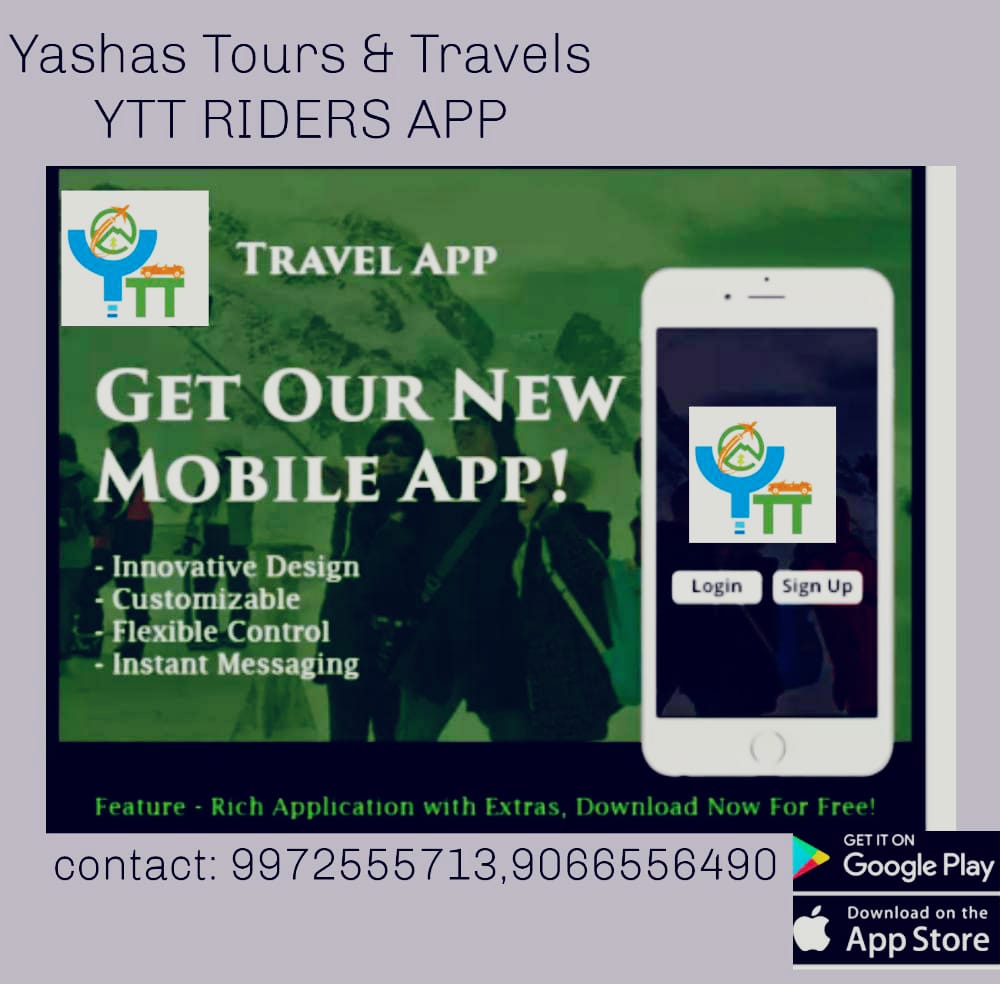 Yashas Tours & Travels
YTT RIDERS APP
YTT
TRAVEL APP
GET OUR NEW
MOBILE APP!
- Innovative Design
- Customizable
- Flexible Control
- Instant Messaging
YTT
Login
Sign Up
Feature - Rich Application with Extras, Download Now For Free!
contact: 9972555713,9066556490
GET IT ON
Google Play
Download on the
App Store